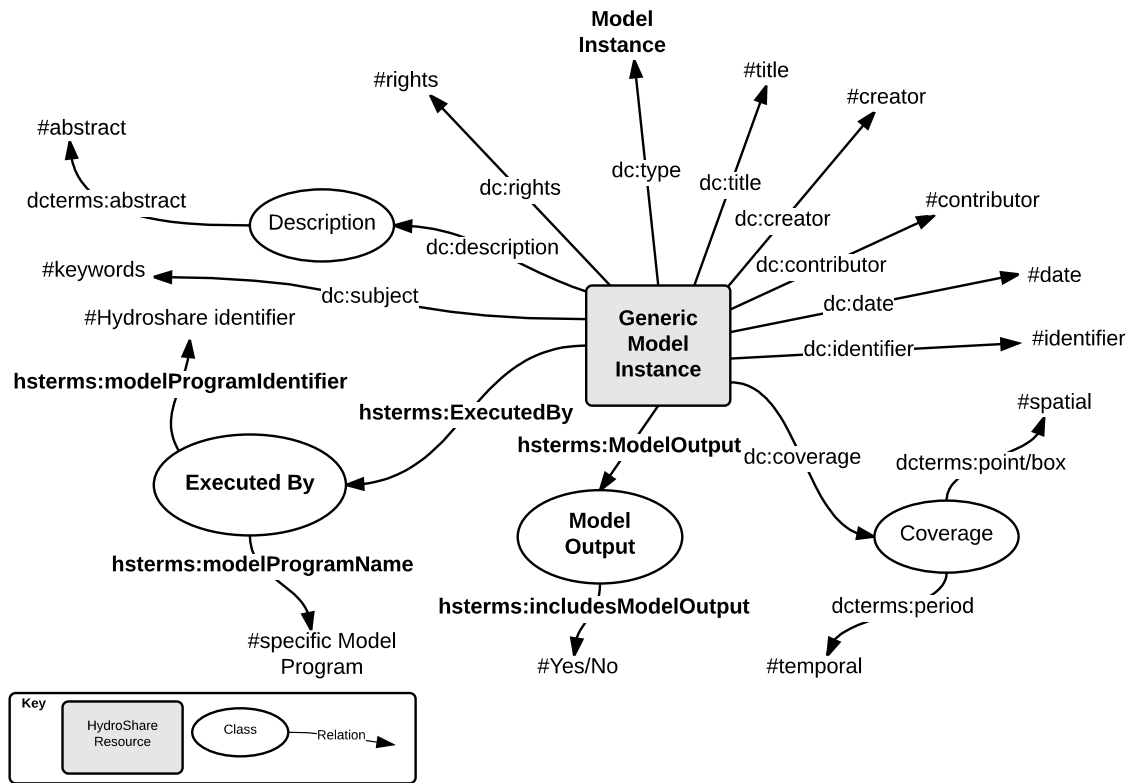 Model
Instance
#rights
#title
#creator
#abstract
dc:type
dc:title
dc:rights
dcterms:abstract
Description
dc:creator
#contributor
dc:description
dc:contributor
#keywords
dc:subject
#date
dc:date
#Hydroshare identifier
Generic
Model
Instance
#identifier
dc:identifier
hsterms:modelProgramIdentifier
hsterms:ExecutedBy
#spatial
hsterms:ModelOutput
dc:coverage
dcterms:point/box
Executed By
Model
Output
Coverage
hsterms:modelProgramName
hsterms:includesModelOutput
dcterms:period
#specific Model
Program
#Yes/No
#temporal
Key
HydroShare
Resource
Class
Relation